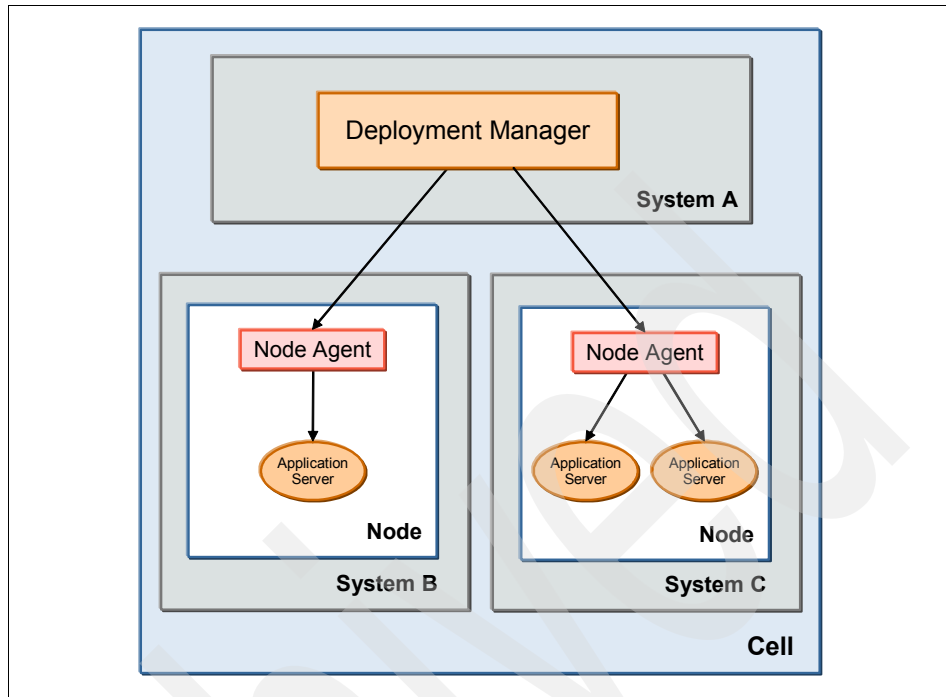 Deployment Manager
System A
Node Agent
Application
Server
Node
System B
Node Agent
Application
Server
Application
Server
Node
System C
Cell